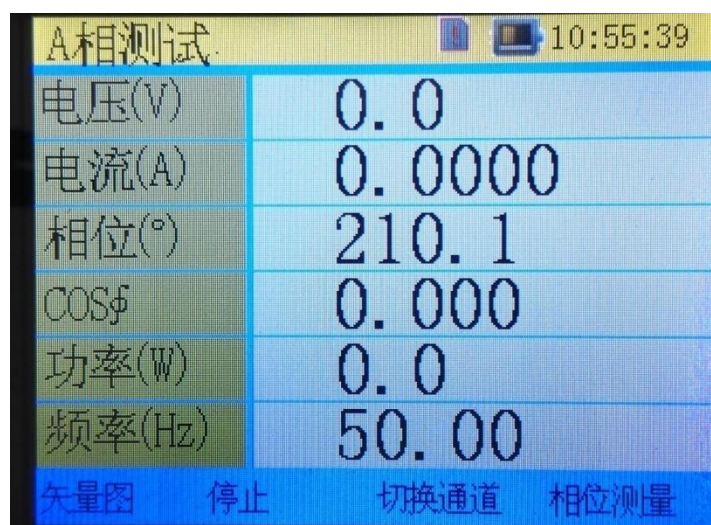 A相测试 10:55:39
电压(V) 0.0
电流(A) 0.0000
相位(°) 210.1
COS∮ 0.000
功率(W) 0.0
频率(Hz) 50.00
矢量图 停止 切换通道 相位测量